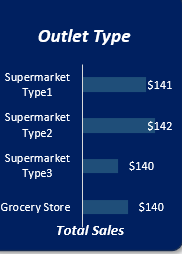 Outlet Type
Supermarket
Type1
$141
Supermarket
Type2
$142
Supermarket
Type3
$140
Grocery Store
$140
Total Sales